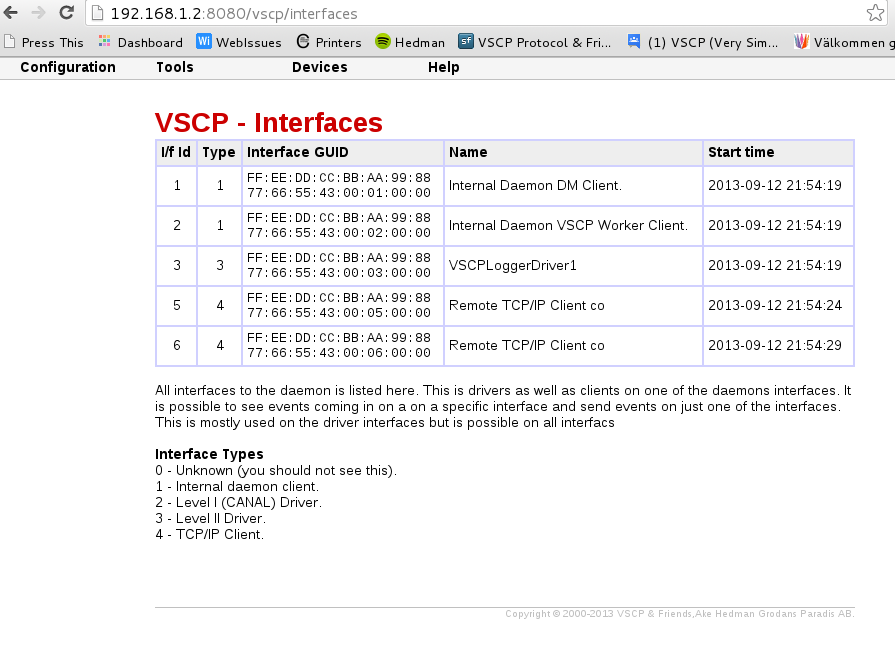 192.168.1.2:8080/vscp/interfaces
Press This Dashboard Wi WebIssues Printers Hedman sf VSCP Protocol & Fri... (1) VSCP (Very Sim... Välkommen
Configuration Tools Devices Help
VSCP - Interfaces
I/f Id Type Interface GUID Name Start time
1 1 FF:EE:DD:CC:BB:AA:99:88 Internal Daemon DM Client. 2013-09-12 21:54:19
77:66:55:43:00:01:00:00
2 1 FF:EE:DD:CC:BB:AA:99:88 Internal Daemon VSCP Worker Client. 2013-09-12 21:54:19
77:66:55:43:00:02:00:00
3 3 FF:EE:DD:CC:BB:AA:99:88 VSCPLoggerDriver1 2013-09-12 21:54:19
77:66:55:43:00:03:00:00
5 4 FF:EE:DD:CC:BB:AA:99:88 Remote TCP/IP Client co 2013-09-12 21:54:24
77:66:55:43:00:05:00:00
6 4 FF:EE:DD:CC:BB:AA:99:88 Remote TCP/IP Client co 2013-09-12 21:54:29
77:66:55:43:00:06:00:00
All interfaces to the daemon is listed here. This is drivers as well as clients on one of the daemons interfaces. It
is possible to see events coming in on a on a specific interface and send events on just one of the interfaces.
This is mostly used on the driver interfaces but is possible on all interfacs
Interface Types
0 - Unknown (you should not see this).
1 - Internal daemon client.
2 - Level I (CANAL) Driver.
3 - Level II Driver.
4 - TCP/IP Client.
Copyright © 2000-2013 VSCP & Friends,Ake Hedman Grodans Paradis AB.